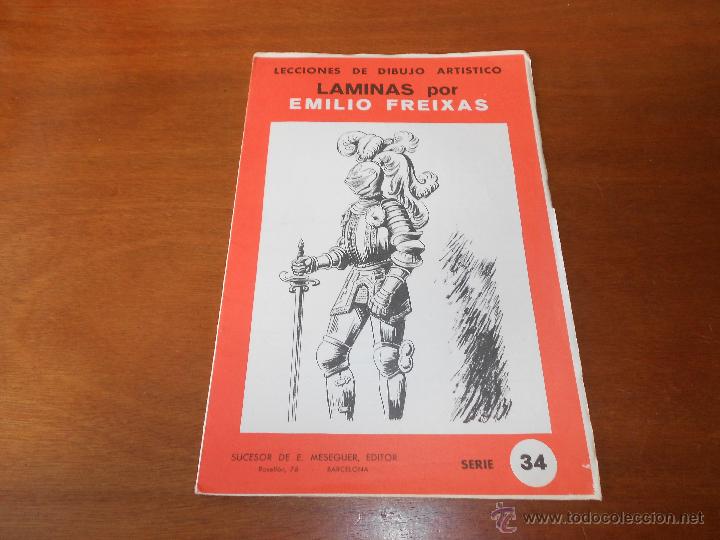 LECCIONES DE DIBUJO ARTISTICO
LAMINAS por
EMILIO FREIXAS
SUCESOR DE E. MESEGUER, EDITOR
Rosellón, 78 BARCELONA
SERIE 34
© www.todocoleccion.net